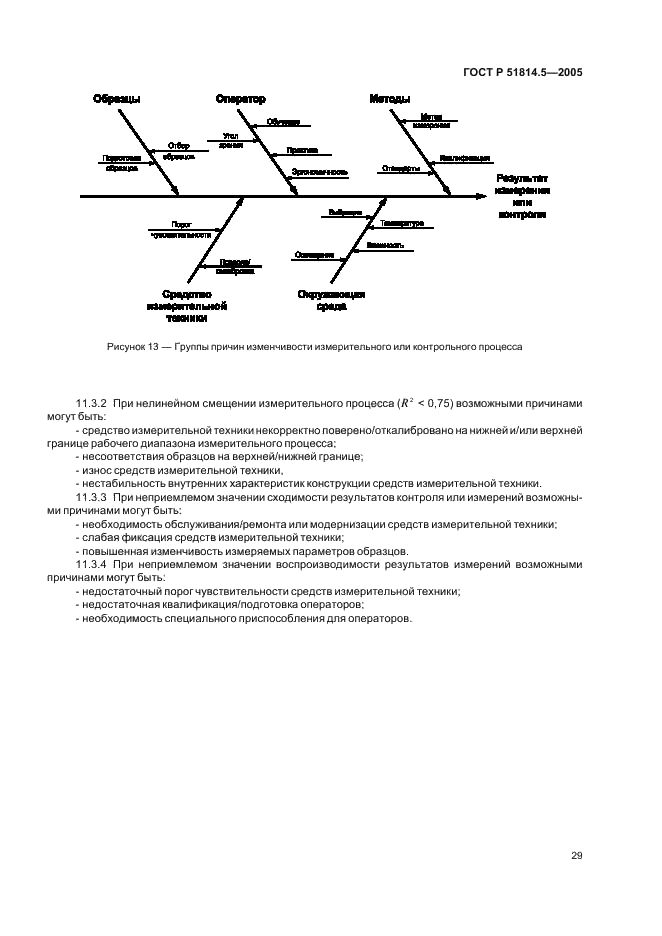 ГОСТ Р 51814.5—2005
Образцы
Оператор
Методы
Обучение
Метод
измерения
Угол
зрения
Отбор
образцов
Практика
Подготовка
образцов
Квалификация
Стандарты
Эргономичность
Результат
измерения
или
контроля
Выбрация
Температура
Порог
чувствительности
Влажность
Освещение
Поверка/
калибровка
Средство
измерительной
техники
Окружающая
среда
Рисунок 13 — Группы причин изменчивости измерительного или контрольного процесса
11.3.2 При нелинейном смещении измерительного процесса (R² < 0,75) возможными причинами
могут быть:
- средство измерительной техники некорректно поверено/откалибровано на нижней и/или верхней
границе рабочего диапазона измерительного процесса;
- несоответствия образцов на верхней/нижней границе;
- износ средств измерительной техники,
- нестабильность внутренних характеристик конструкции средств измерительной техники.
11.3.3 При неприемлемом значении сходимости результатов контроля или измерений возможны-
ми причинами могут быть:
- необходимость обслуживания/ремонта или модернизации средств измерительной техники;
- слабая фиксация средств измерительной техники;
- повышенная изменчивость измеряемых параметров образцов.
11.3.4 При неприемлемом значении воспроизводимости результатов измерений возможными
причинами могут быть:
- недостаточный порог чувствительности средств измерительной техники;
- недостаточная квалификация/подготовка операторов;
- необходимость специального приспособления для операторов.
29